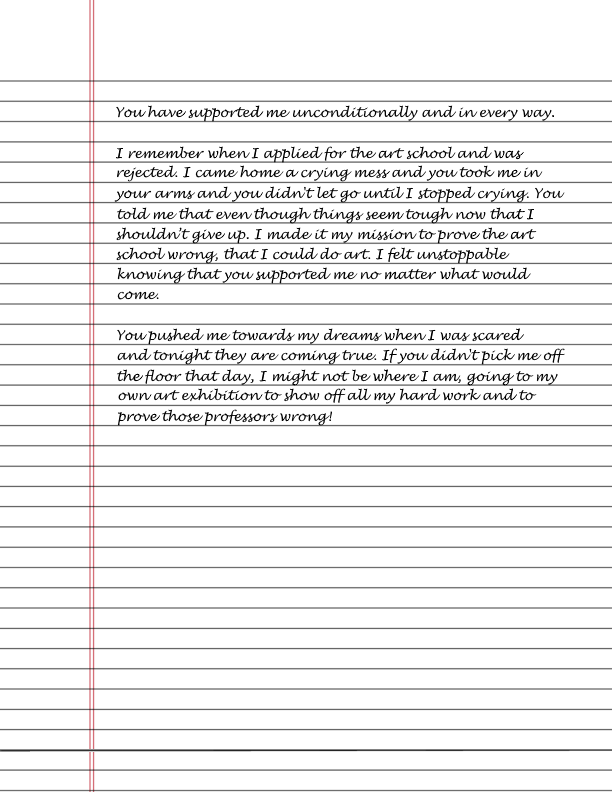 You have supported me unconditionally and in every way.
I remember when I applied for the art school and was
rejected. I came home a crying mess and you took me in
your arms and you didn't let go until I stopped crying. You
told me that even though things seem tough now that I
shouldn't give up. I made it my mission to prove the art
school wrong, that I could do art. I felt unstoppable
knowing that you supported me no matter what would
come.
You pushed me towards my dreams when I was scared
and tonight they are coming true. If you didn't pick me off
the floor that day, I might not be where I am, going to my
own art exhibition to show off all my hard work and to
prove those professors wrong!